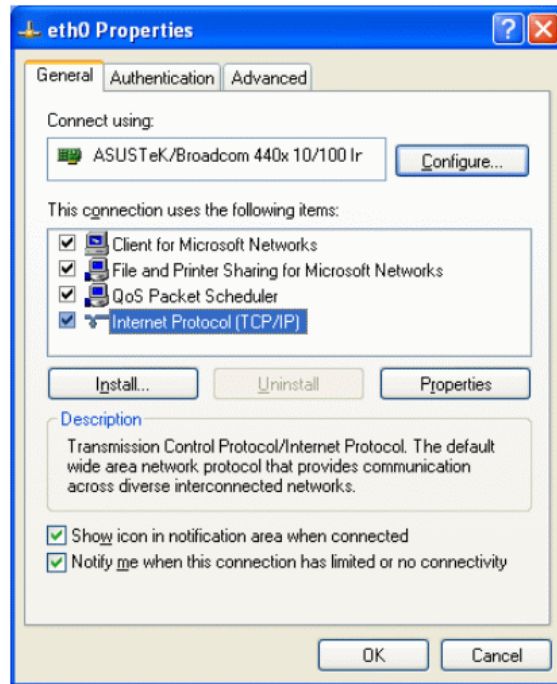 eth0 Properties
General Authentication Advanced
Connect using:
ASUSTeK/Broadcom 440x 10/100 Ir
Configure...
This connection uses the following items:
Client for Microsoft Networks
File and Printer Sharing for Microsoft Networks
QoS Packet Scheduler
Internet Protocol (TCP/IP)
Install... Uninstall Properties
Description
Transmission Control Protocol/Internet Protocol. The default
wide area network protocol that provides communication
across diverse interconnected networks.
Show icon in notification area when connected
Notify me when this connection has limited or no connectivity
OK Cancel